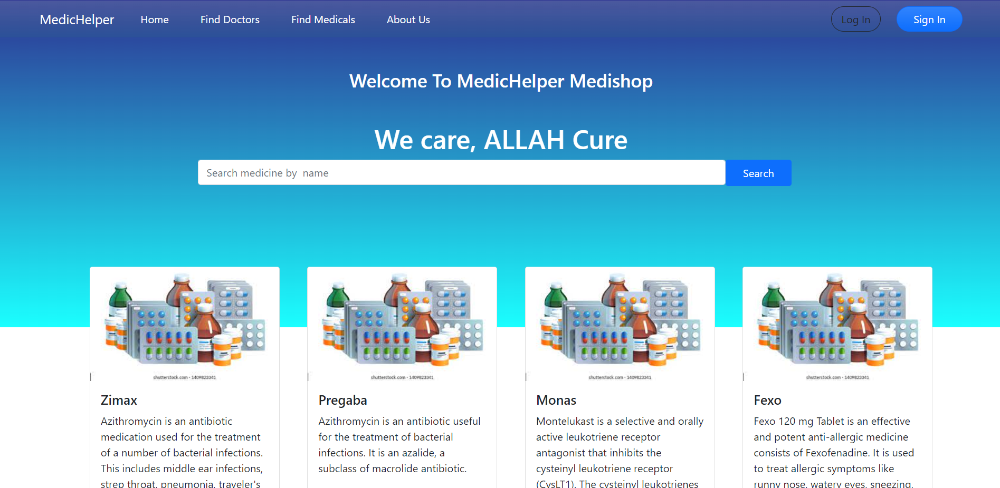 MedicHelper Home Find Doctors Find Medicals About Us Log In Sign In
Welcome To MedicHelper Medishop
We care, ALLAH Cure
Search medicine by  name Search
shutterstock.com · 1409823341
Zimax
Azithromycin is an antibiotic
medication used for the treatment
of a number of bacterial infections.
This includes middle ear infections,
strep throat, pneumonia, traveler's
shutterstock.com · 1409823341
Pregaba
Azithromycin is an antibiotic useful
for the treatment of bacterial
infections. It is an azalide, a
subclass of macrolide antibiotic.
shutterstock.com · 1409823341
Monas
Montelukast is a selective and orally
active leukotriene receptor
antagonist that inhibits the
cysteinyl leukotriene receptor
(CysLT1). The cysteinyl leukotrienes
shutterstock.com · 1409823341
Fexo
Fexo 120 mg Tablet is an effective
and potent anti-allergic medicine
consists of Fexofenadine. It is used
to treat allergic symptoms like
runny nose, watery eyes, sneezing,